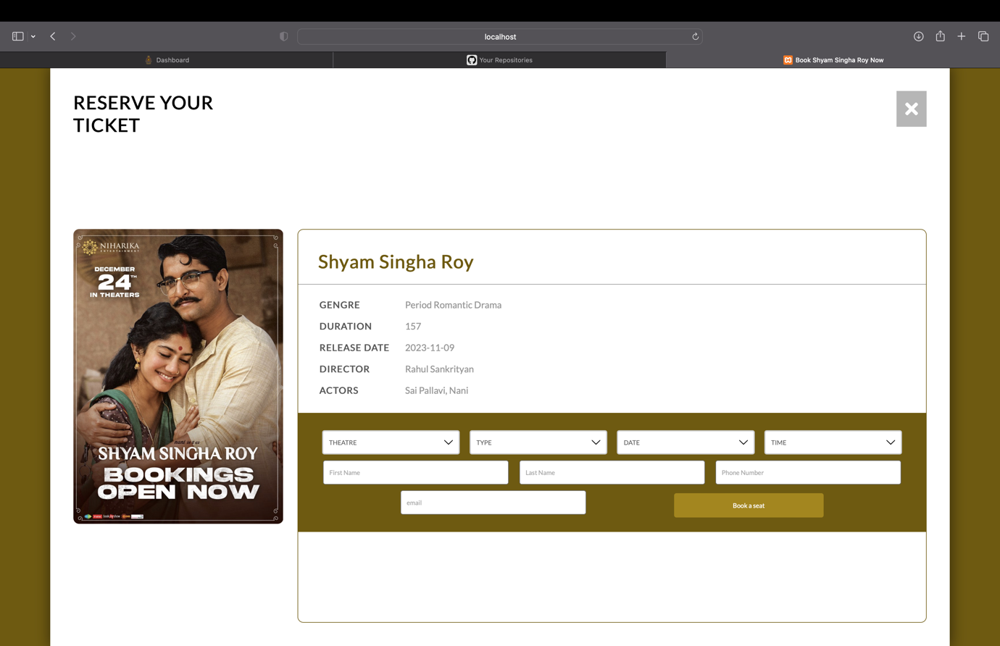 localhost
Dashboard
Your Repositories
Book Shyam Singha Roy Now
RESERVE YOUR
TICKET
NIHARIKA
ENTERTAINMENT
DECEMBER
24TH
IN THEATERS
SHYAM SINGHA ROY
BOOKINGS
OPEN NOW
Shyam Singha Roy
GENGRE Period Romantic Drama
DURATION 157
RELEASE DATE 2023-11-09
DIRECTOR Rahul Sankrityan
ACTORS Sai Pallavi, Nani
THEATRE TYPE DATE TIME
First Name Last Name Phone Number
email Book a seat